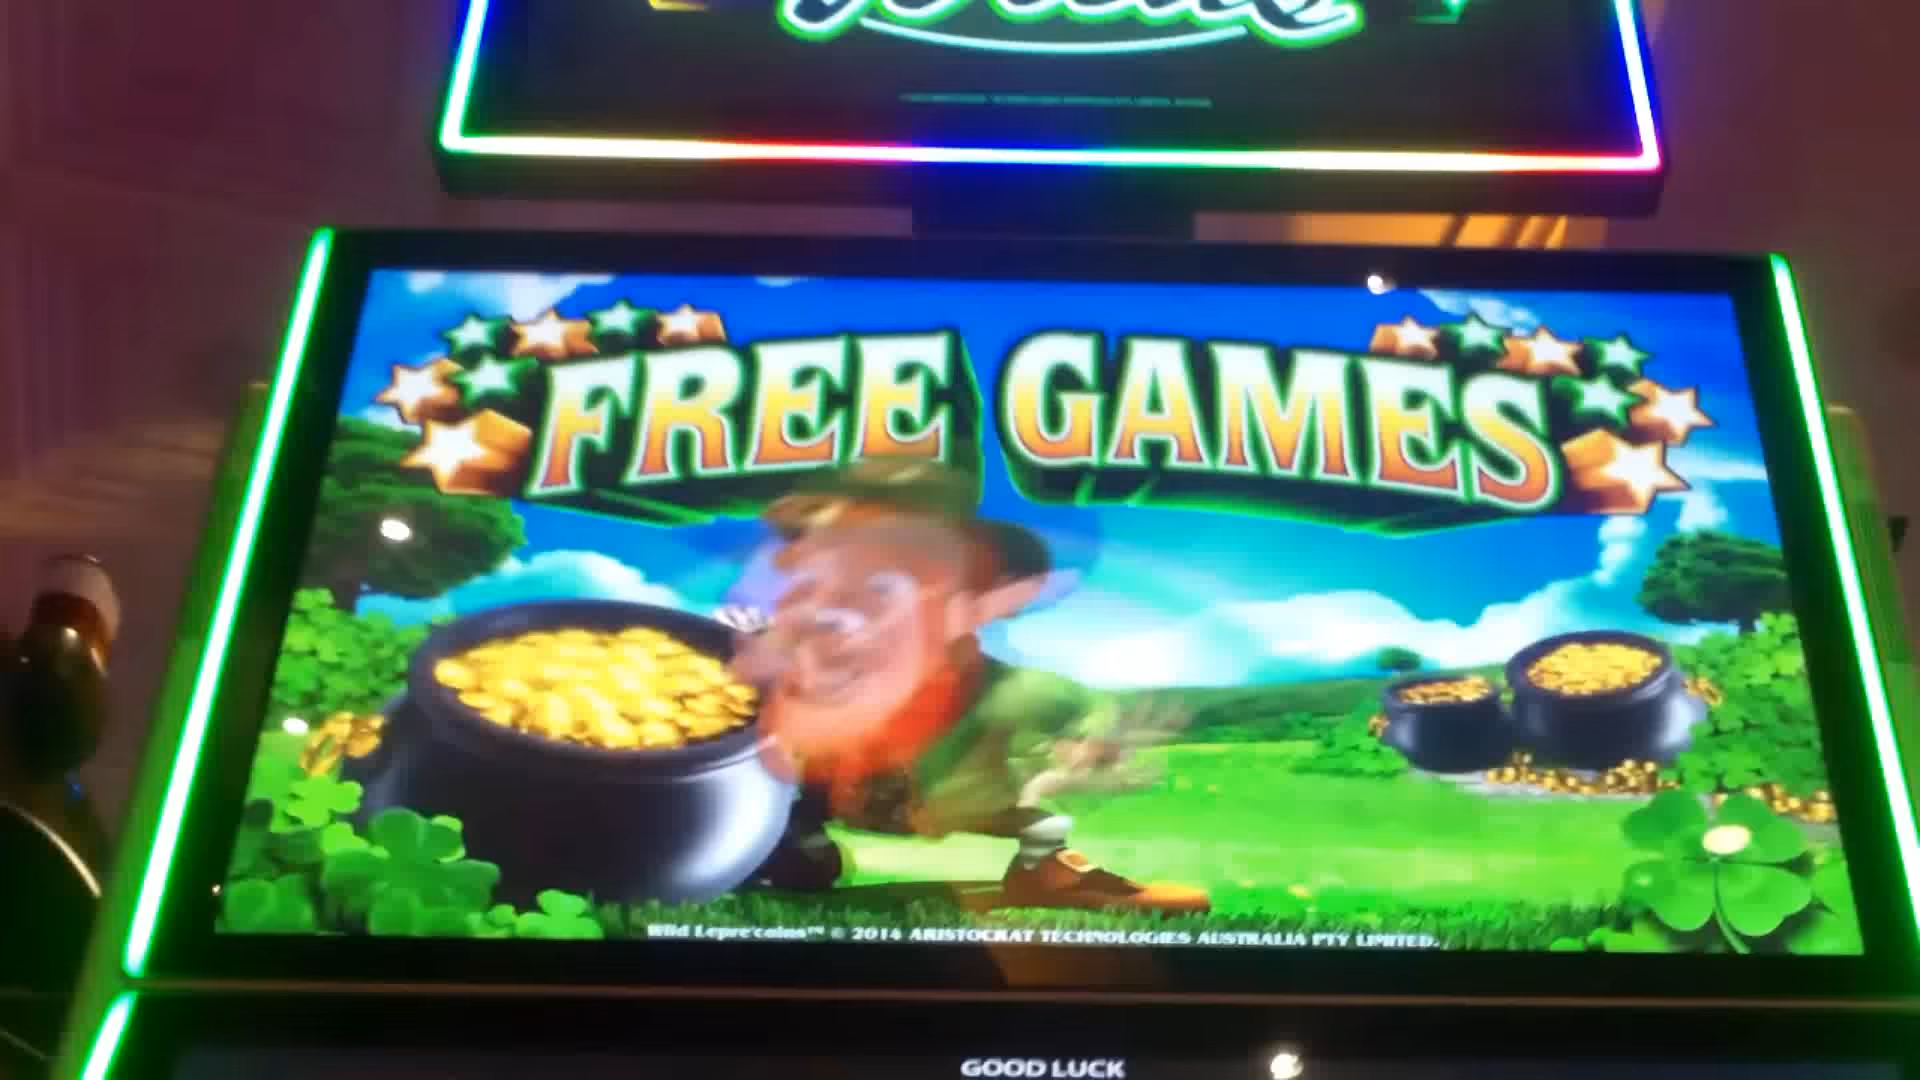 FREE GAMES
Wild Lepre'coins™ © 2014 ARISTOCRAT TECHNOLOGIES AUSTRALIA PTY LIMITED.
GOOD LUCK